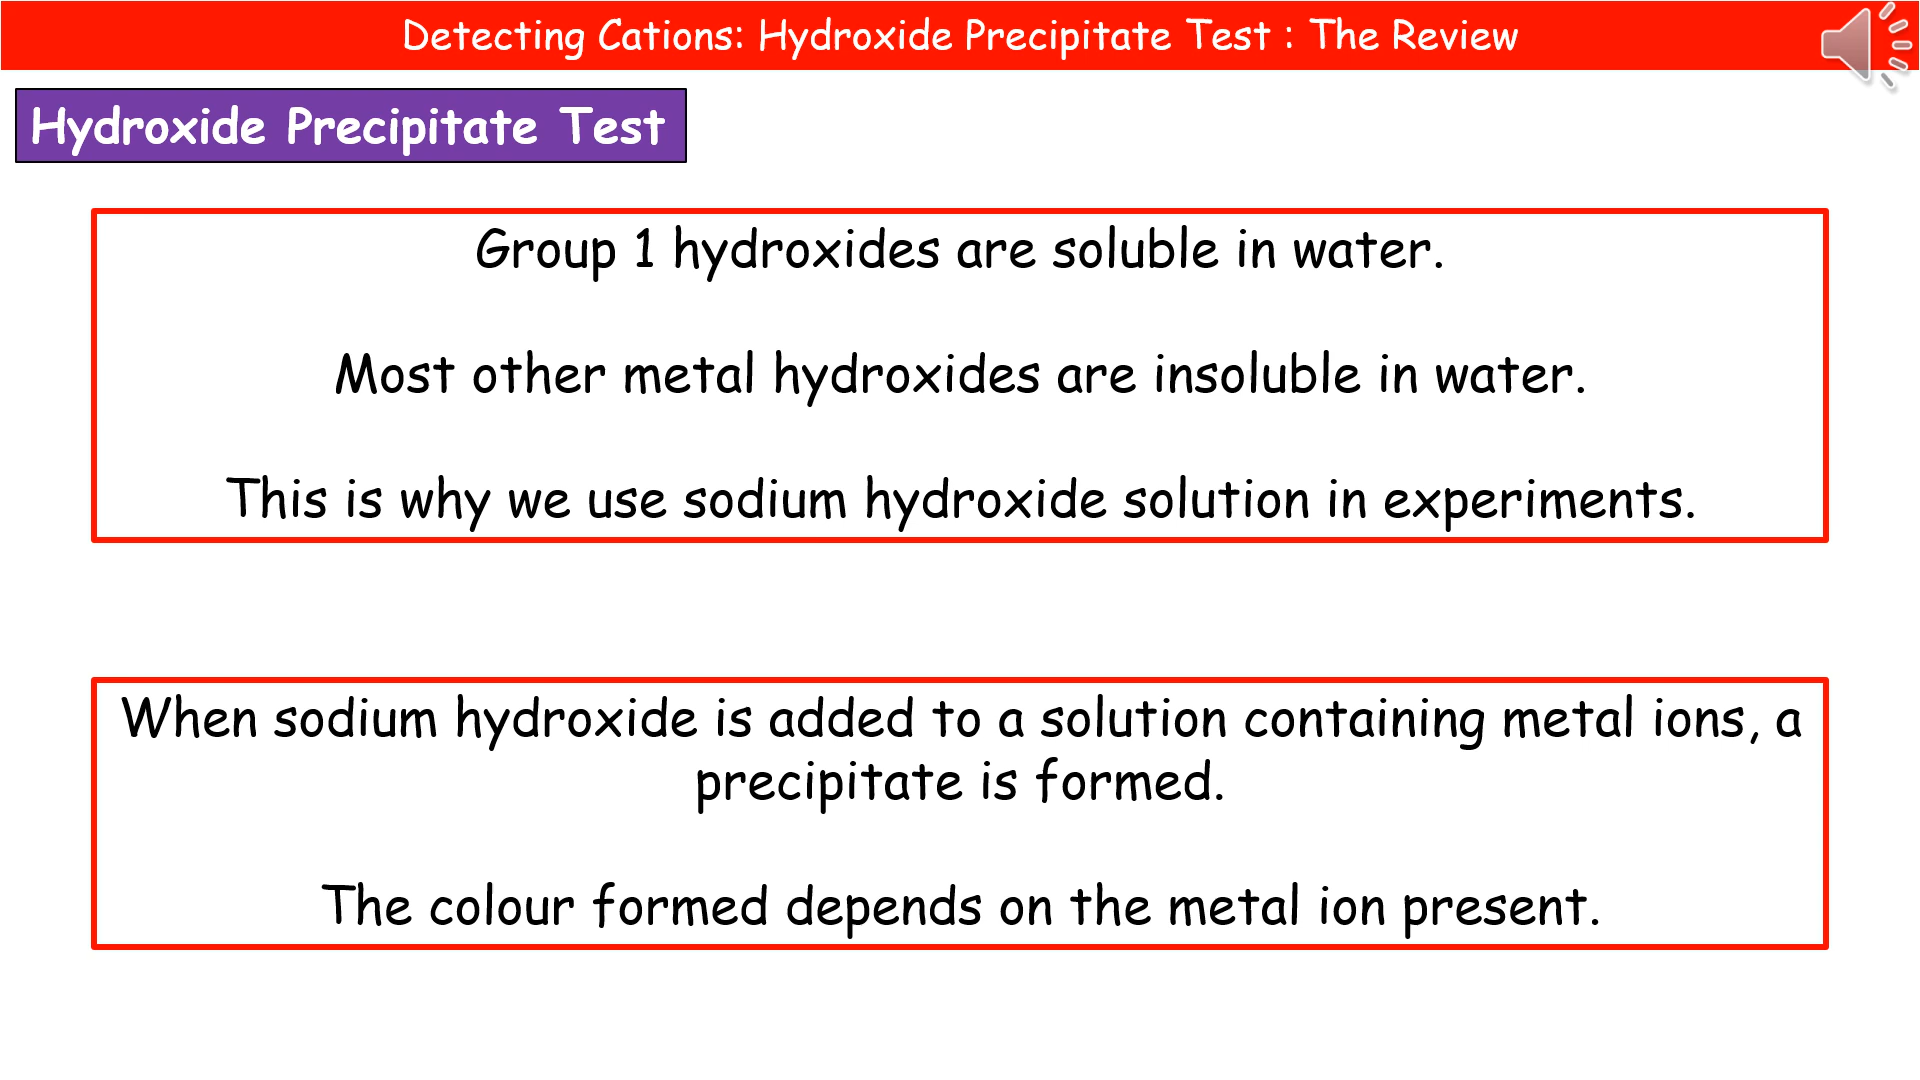 Detecting Cations: Hydroxide Precipitate Test : The Review
Hydroxide Precipitate Test
Group 1 hydroxides are soluble in water.
Most other metal hydroxides are insoluble in water.
This is why we use sodium hydroxide solution in experiments.
When sodium hydroxide is added to a solution containing metal ions, a
precipitate is formed.
The colour formed depends on the metal ion present.